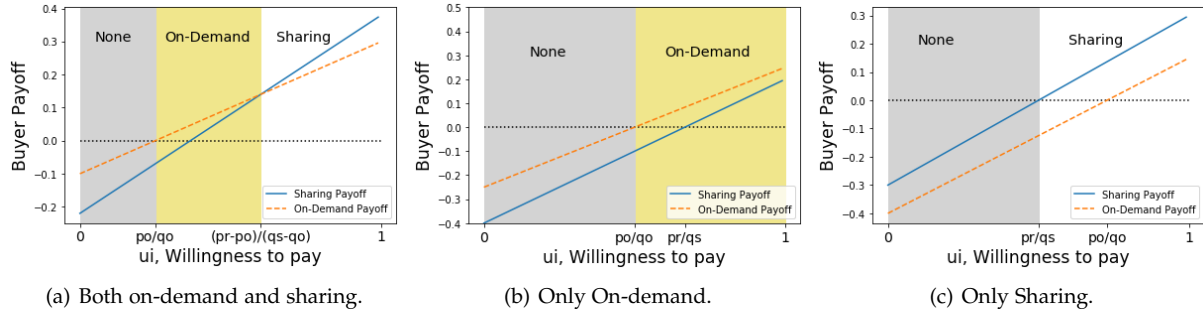 0.4
0.3
0.2
0.1
0.0
−0.1
−0.2
Buyer Payoff
None
On-Demand
Sharing
Sharing Payoff
On-Demand Payoff
0
po/qo
(pr-po)/(qs-qo)
1
ui, Willingness to pay
(a) Both on-demand and sharing.
0.5
0.4
0.3
0.2
0.1
0.0
−0.1
−0.2
−0.3
−0.4
Buyer Payoff
None
On-Demand
Sharing Payoff
On-Demand Payoff
0
po/qo
pr/qs
1
ui, Willingness to pay
(b) Only On-demand.
0.3
0.2
0.1
0.0
−0.1
−0.2
−0.3
−0.4
Buyer Payoff
None
Sharing
Sharing Payoff
On-Demand Payoff
0
pr/qs
po/qo
1
ui, Willingness to pay
(c) Only Sharing.